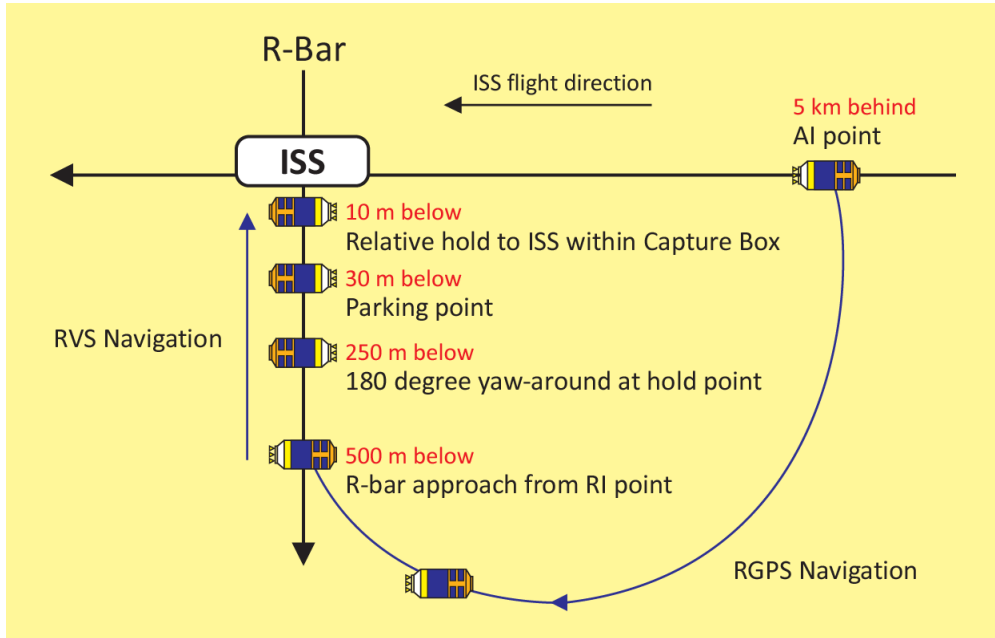 R-Bar
ISS flight direction
5 km behind
AI point
ISS
10 m below
Relative hold to ISS within Capture Box
30 m below
Parking point
RVS Navigation
250 m below
180 degree yaw-around at hold point
500 m below
R-bar approach from RI point
RGPS Navigation